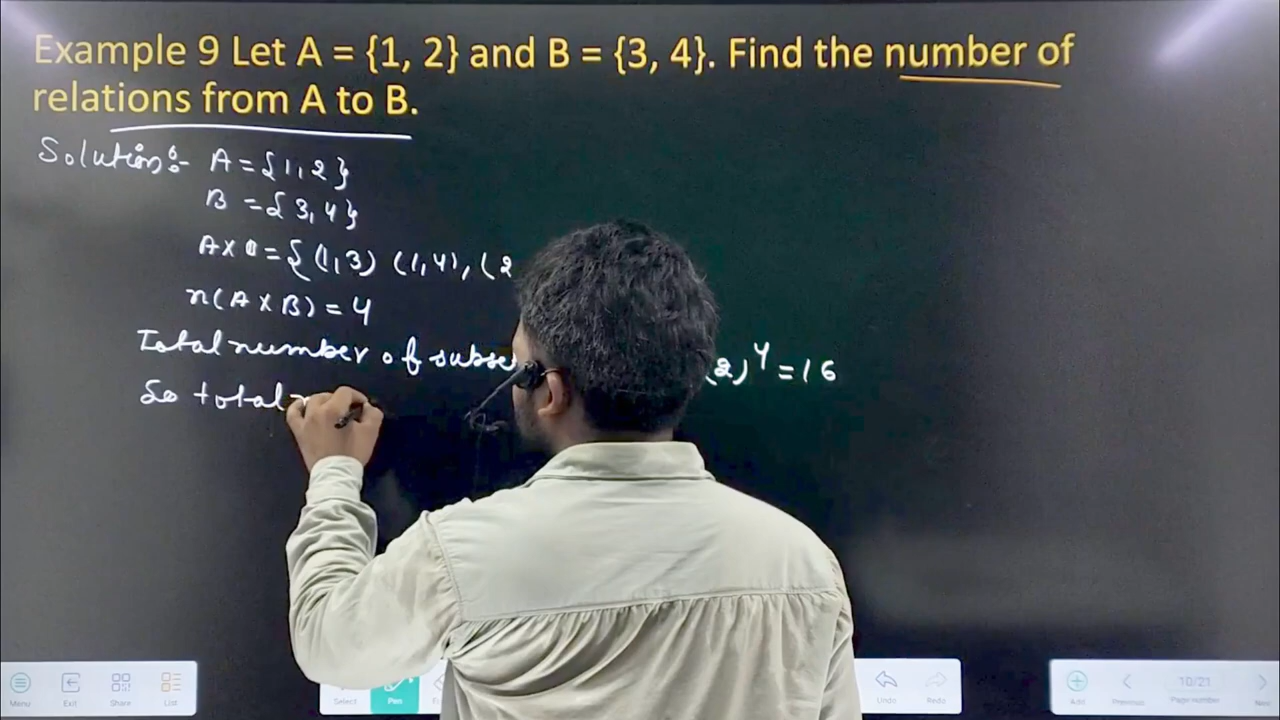 Example 9 Let A = {1, 2} and B = {3, 4}. Find the number of
relations from A to B.
Solution:- A = {1,2}
B = {3,4}
A×B = {(1,3) (1,4), (2
n(A×B) = 4
Total number of (2)⁴ = 16
So total
Menu Exit Share List Select Pen Undo Redo Add Previous 10/21 Page number